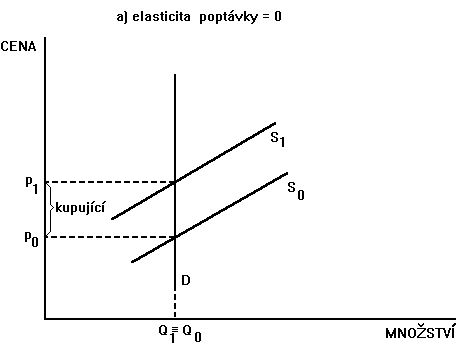 a) elasticita poptávky = 0
CENA
S1
P1
S0
kupující
P0
D
Q1 = Q0
MNOŽSTVÍ